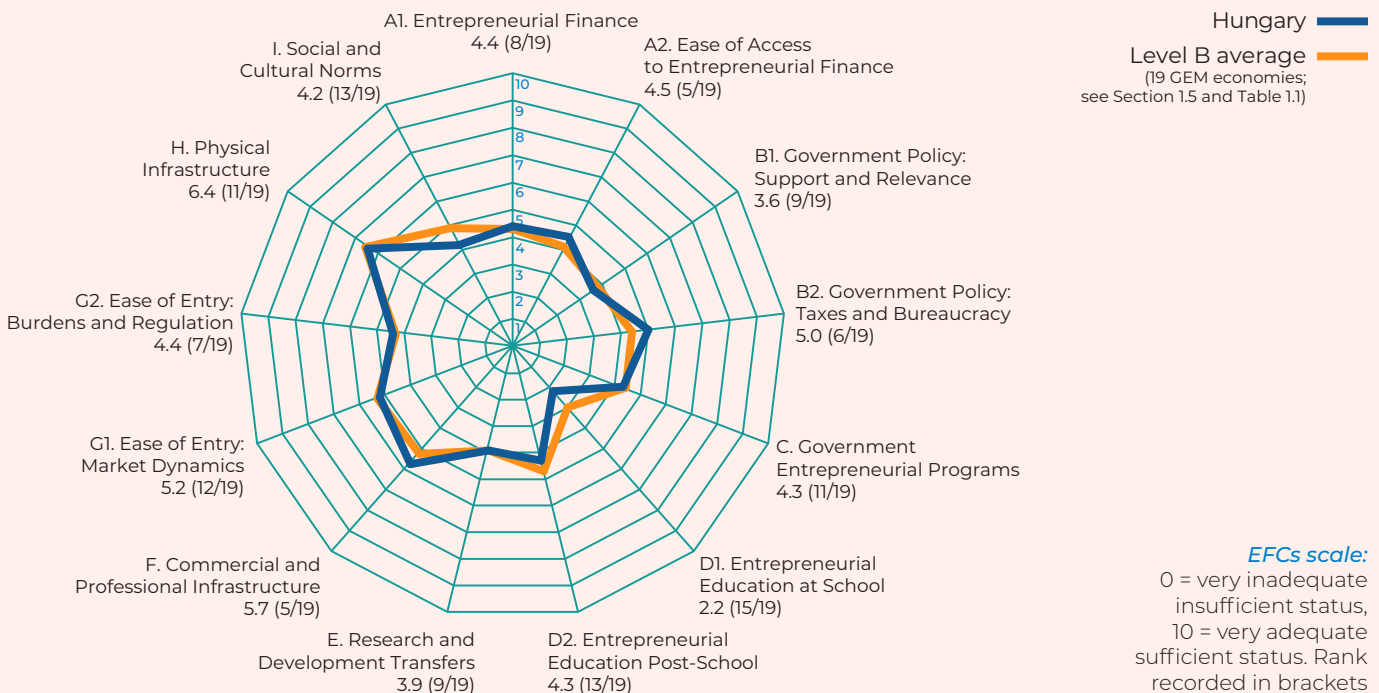 A1. Entrepreneurial Finance
4.4 (8/19)
A2. Ease of Access
to Entrepreneurial Finance
4.5 (5/19)
B1. Government Policy:
Support and Relevance
3.6 (9/19)
B2. Government Policy:
Taxes and Bureaucracy
5.0 (6/19)
C. Government
Entrepreneurial Programs
4.3 (11/19)
D1. Entrepreneurial
Education at School
2.2 (15/19)
D2. Entrepreneurial
Education Post-School
4.3 (13/19)
E. Research and
Development Transfers
3.9 (9/19)
F. Commercial and
Professional Infrastructure
5.7 (5/19)
G1. Ease of Entry:
Market Dynamics
5.2 (12/19)
G2. Ease of Entry:
Burdens and Regulation
4.4 (7/19)
H. Physical
Infrastructure
6.4 (11/19)
I. Social and
Cultural Norms
4.2 (13/19)
10
9
8
7
6
5
4
3
2
1
Hungary
Level B average
(19 GEM economies;
see Section 1.5 and Table 1.1)
EFCs scale:
0 = very inadequate
insufficient status,
10 = very adequate
sufficient status. Rank
recorded in brackets